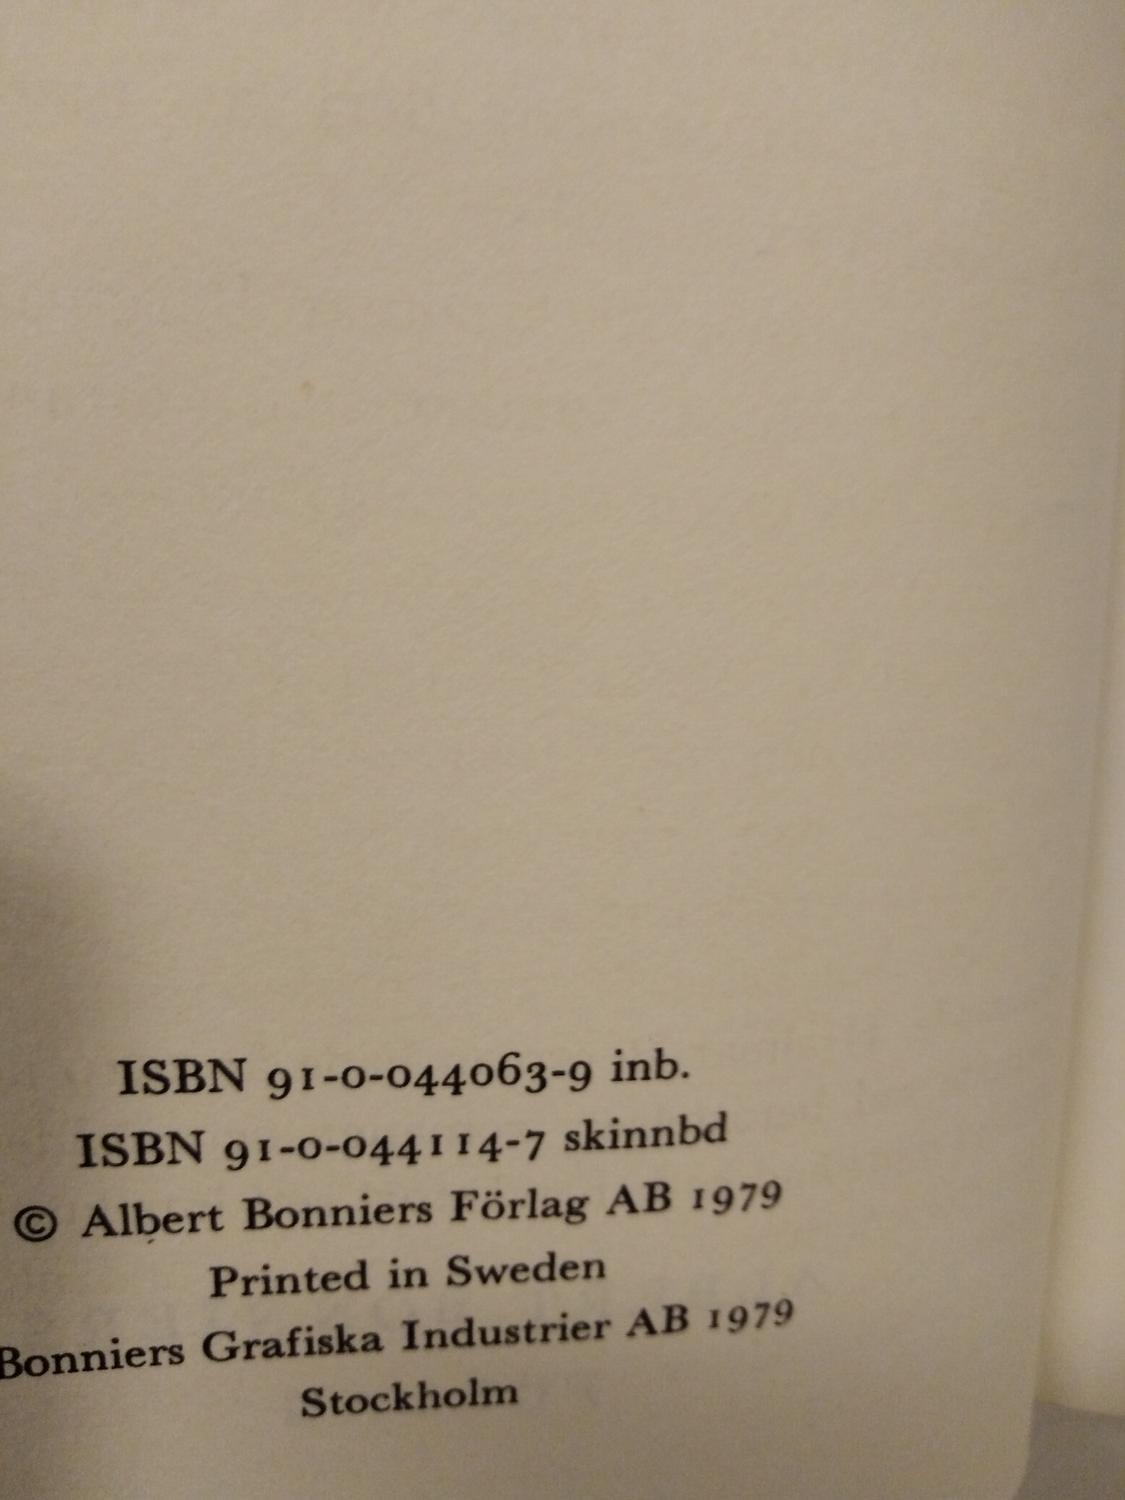 ISBN 91-0-044063-9 inb.
ISBN 91-0-044114-7 skinnbd
© Albert Bonniers Förlag AB 1979
Printed in Sweden
Bonniers Grafiska Industrier AB 1979
Stockholm